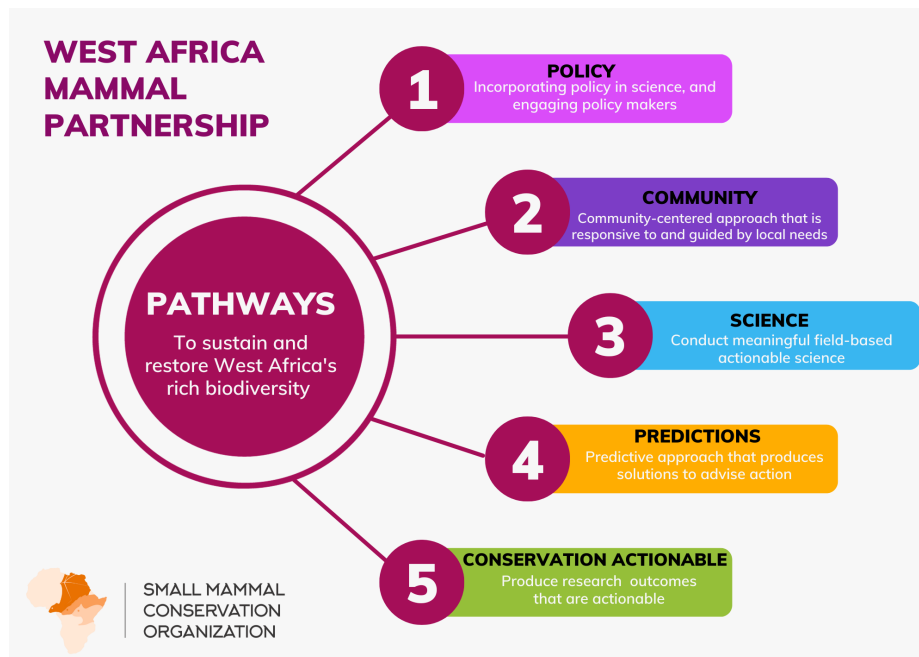 WEST AFRICA
MAMMAL
PARTNERSHIP
1
POLICY
Incorporating policy in science, and
engaging policy makers
2
COMMUNITY
Community-centered approach that is
responsive to and guided by local needs
PATHWAYS
To sustain and
restore West Africa's
rich biodiversity
3
SCIENCE
Conduct meaningful field-based
actionable science
4
PREDICTIONS
Predictive approach that produces
solutions to advise action
5
CONSERVATION ACTIONABLE
Produce research outcomes
that are actionable
SMALL MAMMAL
CONSERVATION
ORGANIZATION